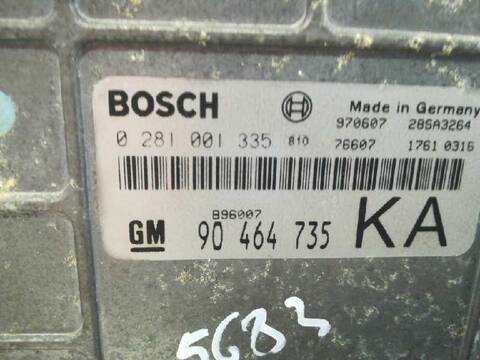 BOSCH Made in Germany
970607 28SA3264
0 281 001 335 810 76607 1761 0316
B96007
GM 90 464 735 KA
5683